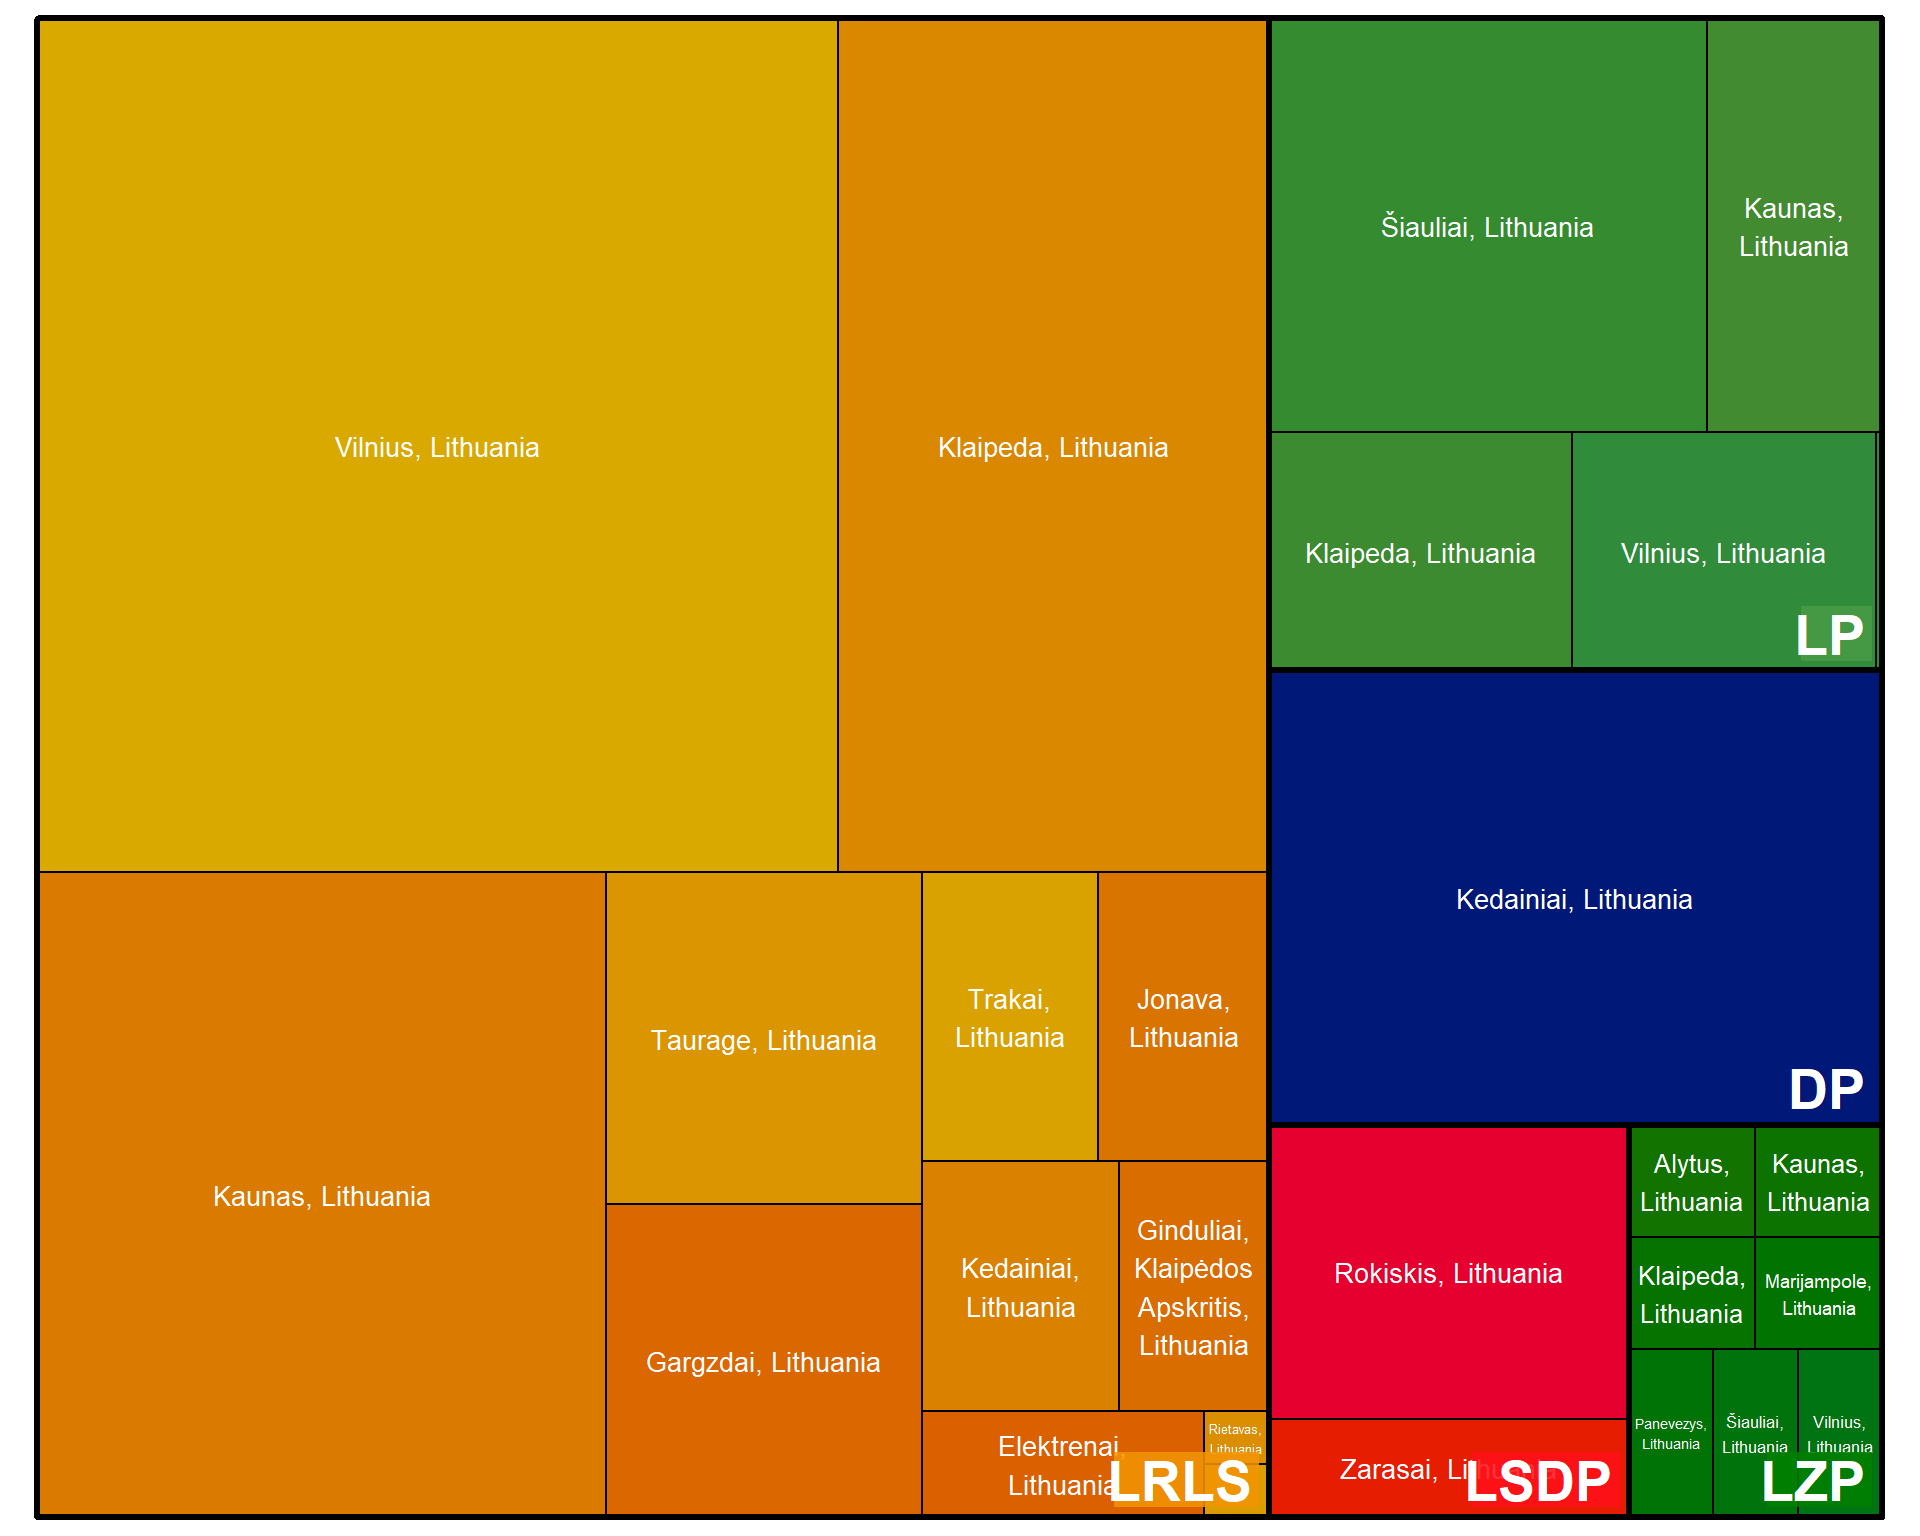 Vilnius, Lithuania
Klaipeda, Lithuania
Kaunas, Lithuania
Taurage, Lithuania
Gargzdai, Lithuania
Trakai,
Lithuania
Jonava,
Lithuania
Kedainiai,
Lithuania
Ginduliai,
Klaipėdos
Apskritis,
Lithuania
Elektrenai,
Lithuania
Rietavas,
Lithuania
LRLS
Šiauliai, Lithuania
Kaunas,
Lithuania
Klaipeda, Lithuania
Vilnius, Lithuania
LP
Kedainiai, Lithuania
DP
Rokiskis, Lithuania
Zarasai, Lithuania
LSDP
Alytus,
Lithuania
Kaunas,
Lithuania
Klaipeda,
Lithuania
Marijampole,
Lithuania
Panevezys,
Lithuania
Šiauliai,
Lithuania
Vilnius,
Lithuania
LZP